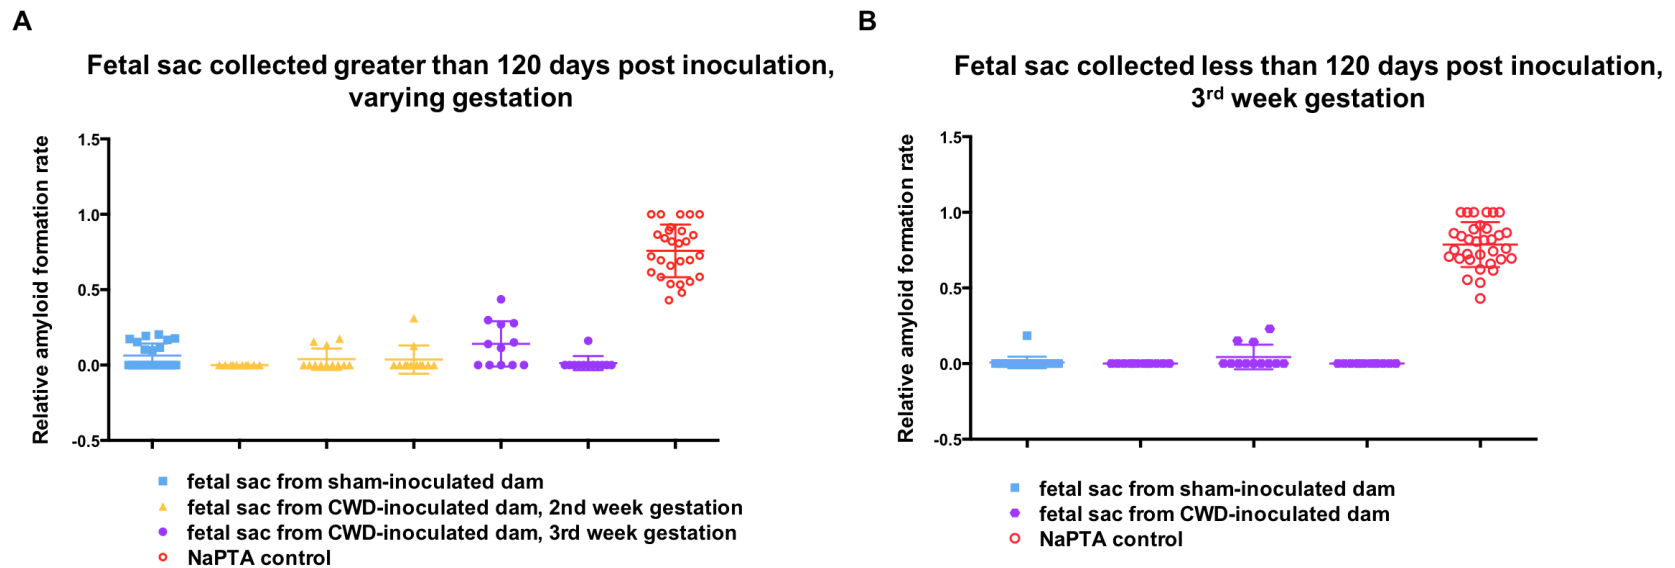 A
Fetal sac collected greater than 120 days post inoculation,
varying gestation
Relative amyloid formation rate
1.5
1.0
0.5
0.0
-0.5
fetal sac from sham-inoculated dam
fetal sac from CWD-inoculated dam, 2nd week gestation
fetal sac from CWD-inoculated dam, 3rd week gestation
NaPTA control
B
Fetal sac collected less than 120 days post inoculation,
3rd week gestation
Relative amyloid formation rate
1.5
1.0
0.5
0.0
-0.5
fetal sac from sham-inoculated dam
fetal sac from CWD-inoculated dam
NaPTA control